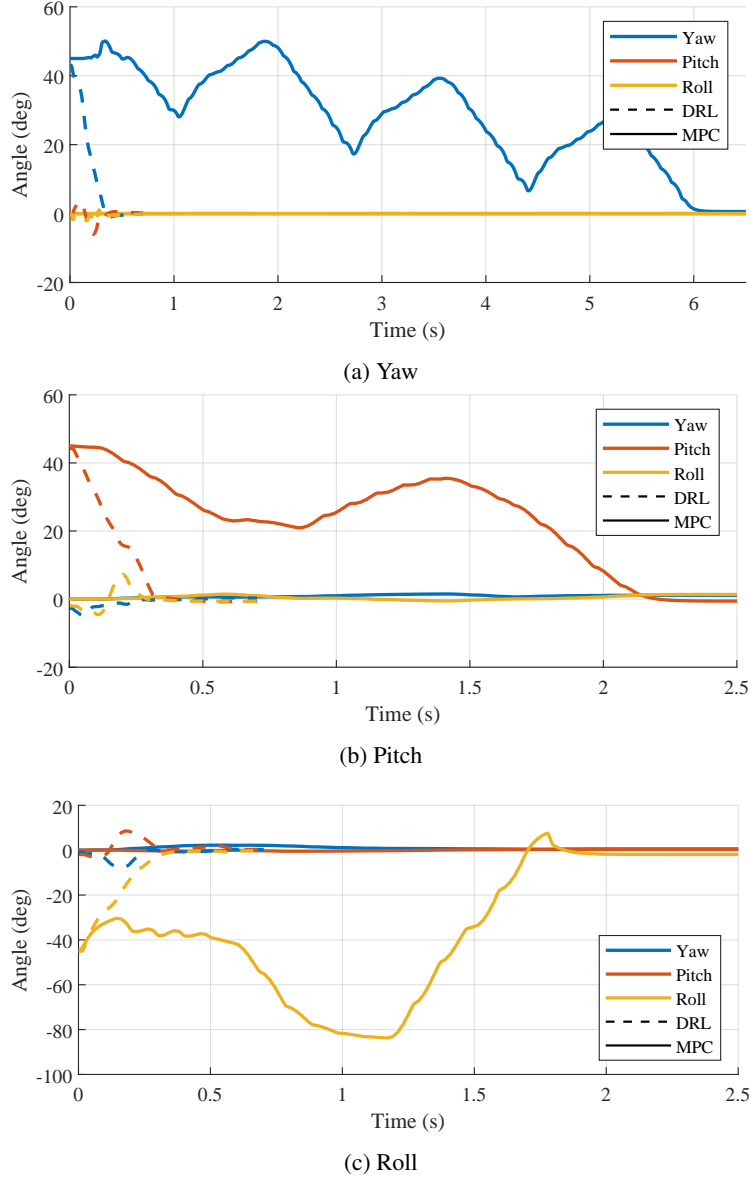 60
40
20
0
-20
Angle (deg)
Yaw
Pitch
Roll
DRL
MPC
0 1 2 3 4 5 6
Time (s)
(a) Yaw
60
40
20
0
-20
Angle (deg)
Yaw
Pitch
Roll
DRL
MPC
0 0.5 1 1.5 2 2.5
Time (s)
(b) Pitch
20
0
-20
-40
-60
-80
-100
Angle (deg)
Yaw
Pitch
Roll
DRL
MPC
0 0.5 1 1.5 2 2.5
Time (s)
(c) Roll